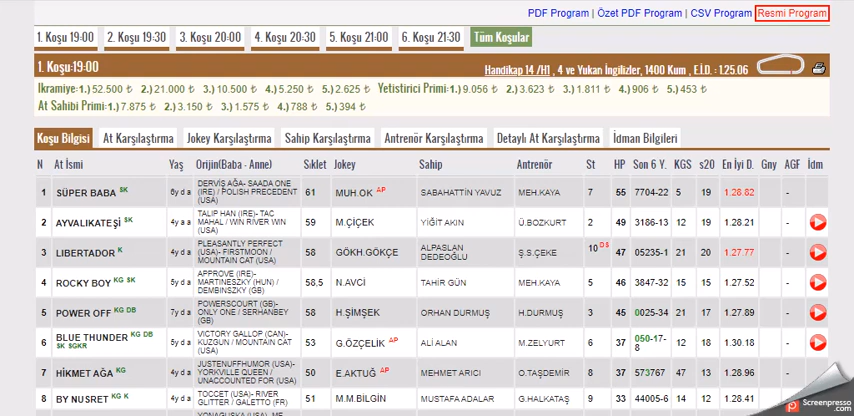 PDF Program | Özet PDF Program | CSV Program Resmi Program
1. Koşu 19:00 2. Koşu 19:30 3. Koşu 20:00 4. Koşu 20:30 5. Koşu 21:00 6. Koşu 21:30 Tüm Koşular
1. Koşu:19:00 Handikap 14 /H1 , 4 ve Yukarı İngilizler, 1400 Kum , E.İ.D. : 1.25.06
Ikramiye:1.) 52.500 ₺ 2.) 21.000 ₺ 3.) 10.500 ₺ 4.) 5.250 ₺ 5.) 2.625 ₺ Yetistirici Primi:1.) 9.056 ₺ 2.) 3.623 ₺ 3.) 1.811 ₺ 4.) 906 ₺ 5.) 453 ₺
At Sahibi Primi:1.) 7.875 ₺ 2.) 3.150 ₺ 3.) 1.575 ₺ 4.) 788 ₺ 5.) 394 ₺
Koşu Bilgisi At Karşılaştırma Jokey Karşılaştırma Sahip Karşılaştırma Antrenör Karşılaştırma Detaylı At Karşılaştırma İdman Bilgileri
N At İsmi Yaş Orijin(Baba - Anne) Sıklet Jokey Sahip Antrenör St HP Son 6 Y. KGS s20 En İyi D. Gny AGF İdm
1 SÜPER BABA SK 8y d a DERVİŞ AĞA- SAADA ONE (IRE) / POLISH PRECEDENT (USA) 61 MUH.OK AP SABAHATTİN YAVUZ MEH.KAYA 7 55 7704-22 5 19 1.28.82 -
2 AYVALIKATEŞİ SK 4y a a TALIP HAN (IRE)- TAC MAHAL / WIN RIVER WIN (USA) 59 M.ÇİÇEK YİĞİT AKIN Ü.BOZKURT 2 49 3186-13 12 19 1.28.21 -
3 LIBERTADOR K 4y d a PLEASANTLY PERFECT (USA)- FIRSTMOON / MOUNTAIN CAT (USA) 58 GÖKH.GÖKÇE ALPASLAN DEDEOĞLU Ş.S.ÇEKE 10 DS 47 05235-1 21 20 1.27.77 -
4 ROCKY BOY KG SK 5y d a APPROVE (IRE)- MARTINESZKY (HUN) / DEMBINSZKY (GB) 58,5 N.AVCİ TAHİR GÜN MEH.KAYA 5 46 3847-32 15 15 1.27.52 -
5 POWER OFF KG DB 7y d a POWERSCOURT (GB)- ONLY ONE / SERHANBEY (GB) 58 H.ŞİMŞEK ORHAN DURMUŞ H.DURMUŞ 3 45 0025-34 21 17 1.27.89 -
6 BLUE THUNDER KG DB SK SGKR 5y d a VICTORY GALLOP (CAN)- KUZGUN / MOUNTAIN CAT (USA) 53 G.ÖZÇELİK AP ALİ ALAN M.ZELYURT 6 37 050-17-8 12 18 1.30.18 -
7 HİKMET AĞA KG 8y d a JUSTENUFFHUMOR (USA)- YORKVILLE QUEEN / UNACCOUNTED FOR (USA) 50 E.AKTUĞ AP MEHMET ARICI O.TAŞDEMİR 8 37 573767 47 13 1.28.96 -
8 BY NUSRET KG K 4y d a TOCCET (USA)- RIVER GLITTER / GALETTO (FR) 51 M.M.BİLGİN MUSTAFA ADALAR G.HALKATAŞ 9 33 44005-6 14 12 1.28.41 -
Screenpresso.com